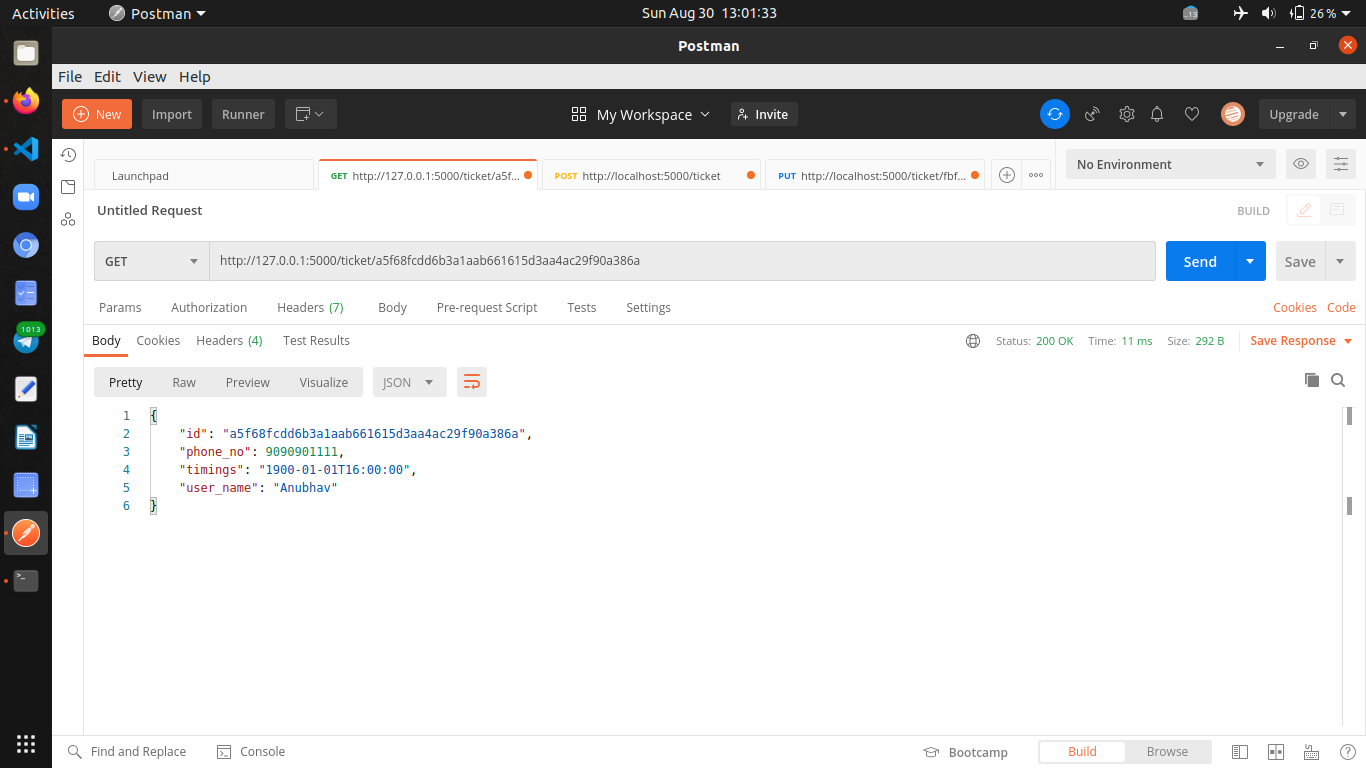 Activities Postman Sun Aug 30 13:01:33 26%
Postman
File Edit View Help
New Import Runner My Workspace Invite Upgrade
Launchpad GET http://127.0.0.1:5000/ticket/a5f... POST http://localhost:5000/ticket PUT http://localhost:5000/ticket/fbf... No Environment
Untitled Request BUILD
GET http://127.0.0.1:5000/ticket/a5f68fcdd6b3a1aab661615d3aa4ac29f90a386a Send Save
Params Authorization Headers (7) Body Pre-request Script Tests Settings Cookies Code
1013
Body Cookies Headers (4) Test Results Status: 200 OK Time: 11 ms Size: 292 B Save Response
Pretty Raw Preview Visualize JSON
1 {
2 "id": "a5f68fcdd6b3a1aab661615d3aa4ac29f90a386a",
3 "phone_no": 9090901111,
4 "timings": "1900-01-01T16:00:00",
5 "user_name": "Anubhav"
6 }
Find and Replace Console Bootcamp Build Browse